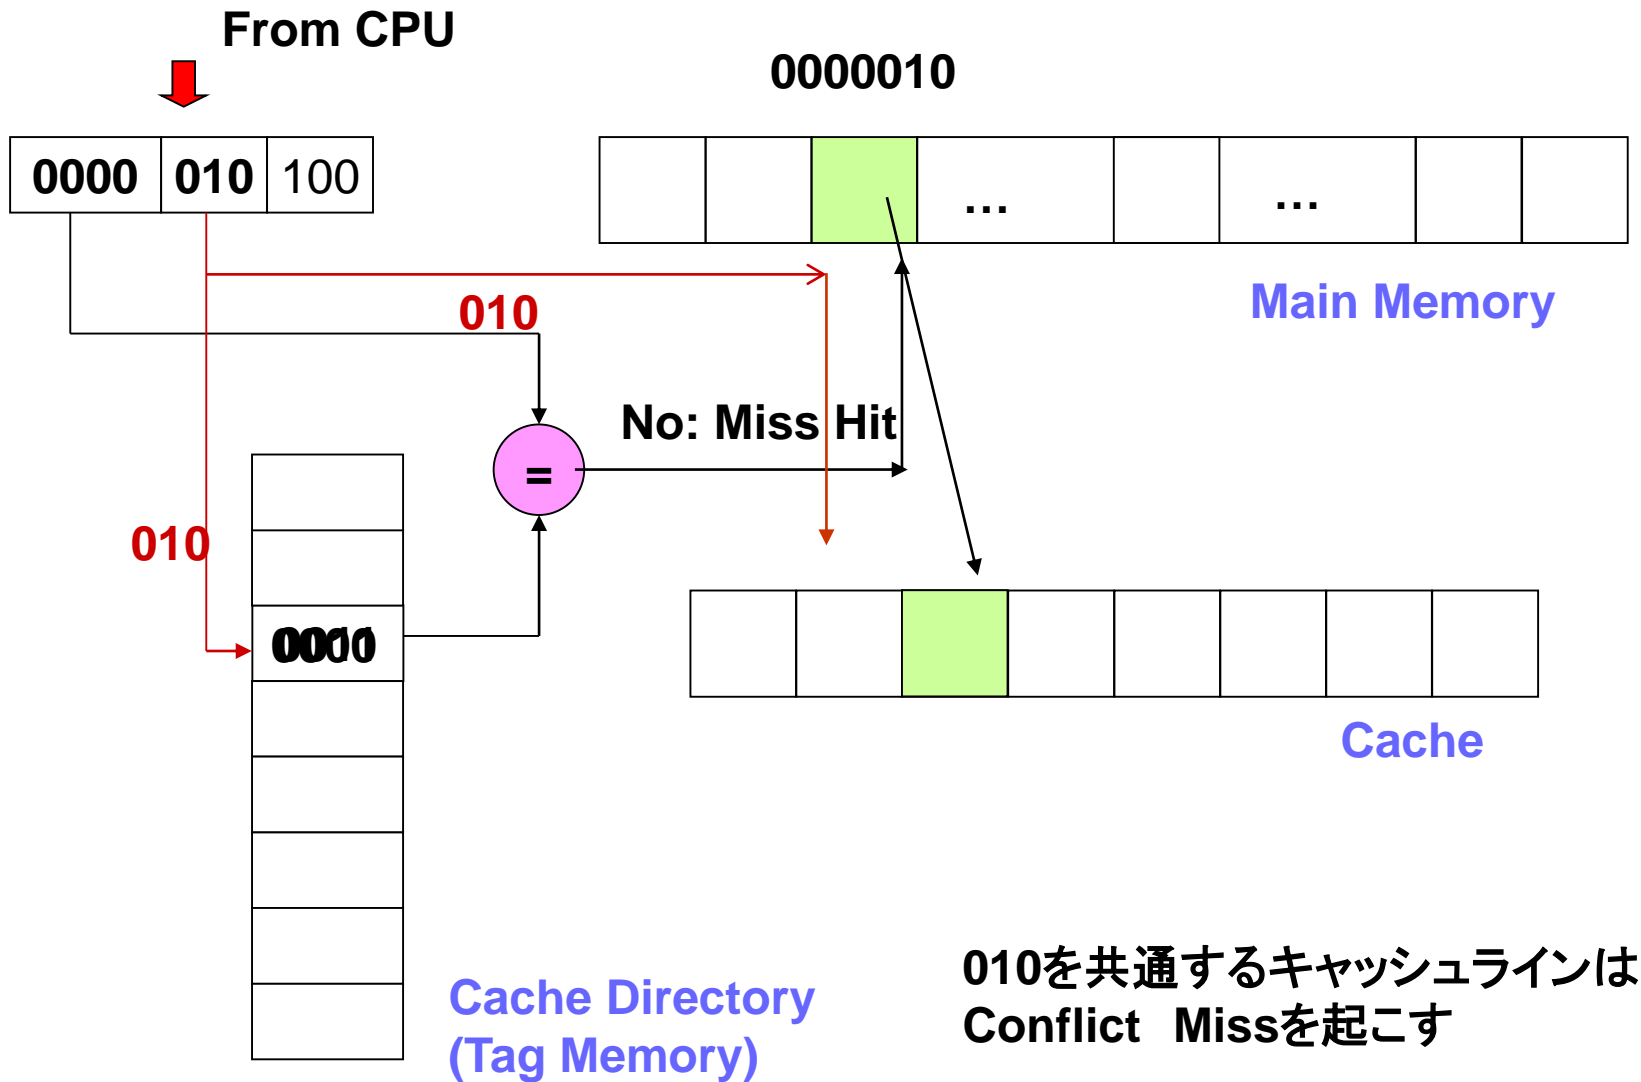 From CPU
0000010
0000 010 100
... ...
Main Memory
010
No: Miss Hit
=
010
Cache
010を共通するキャッシュラインは
Conflict Missを起こす
Cache Directory
(Tag Memory)